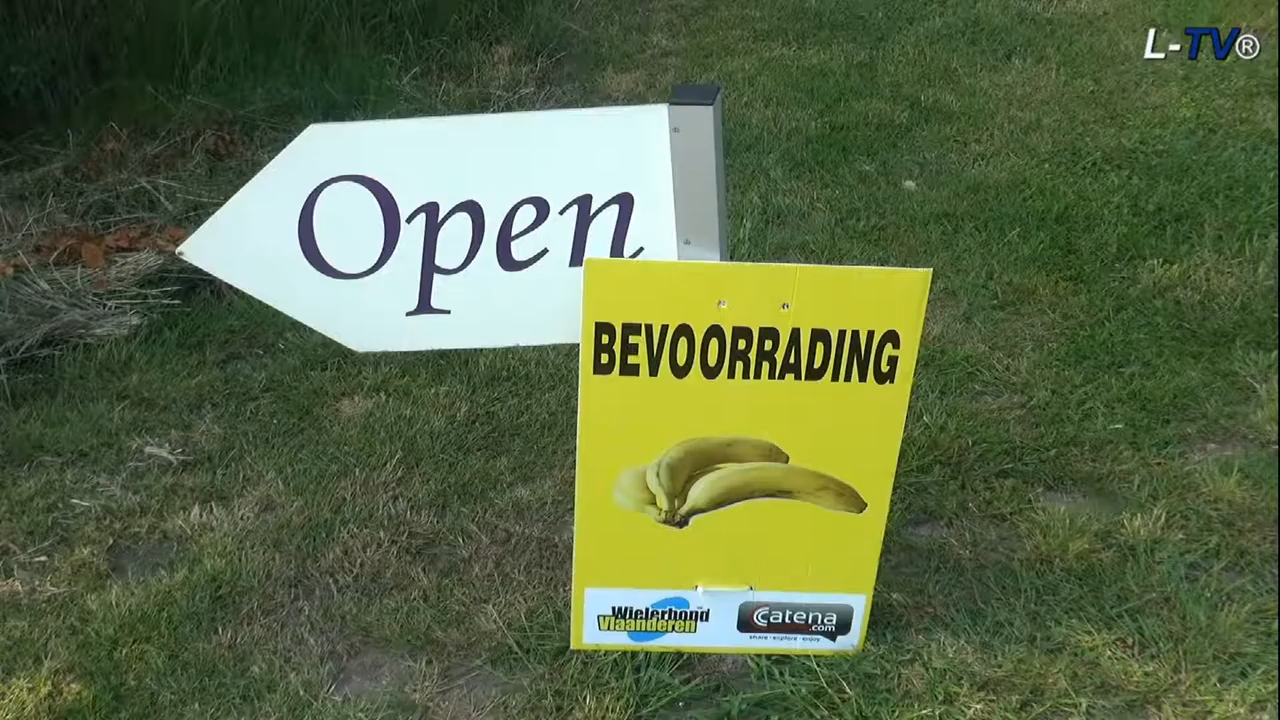 L-TV®
Open
BEVOORRADING
Wielerbond
Vlaanderen
Catena
.com
share · explore · enjoy